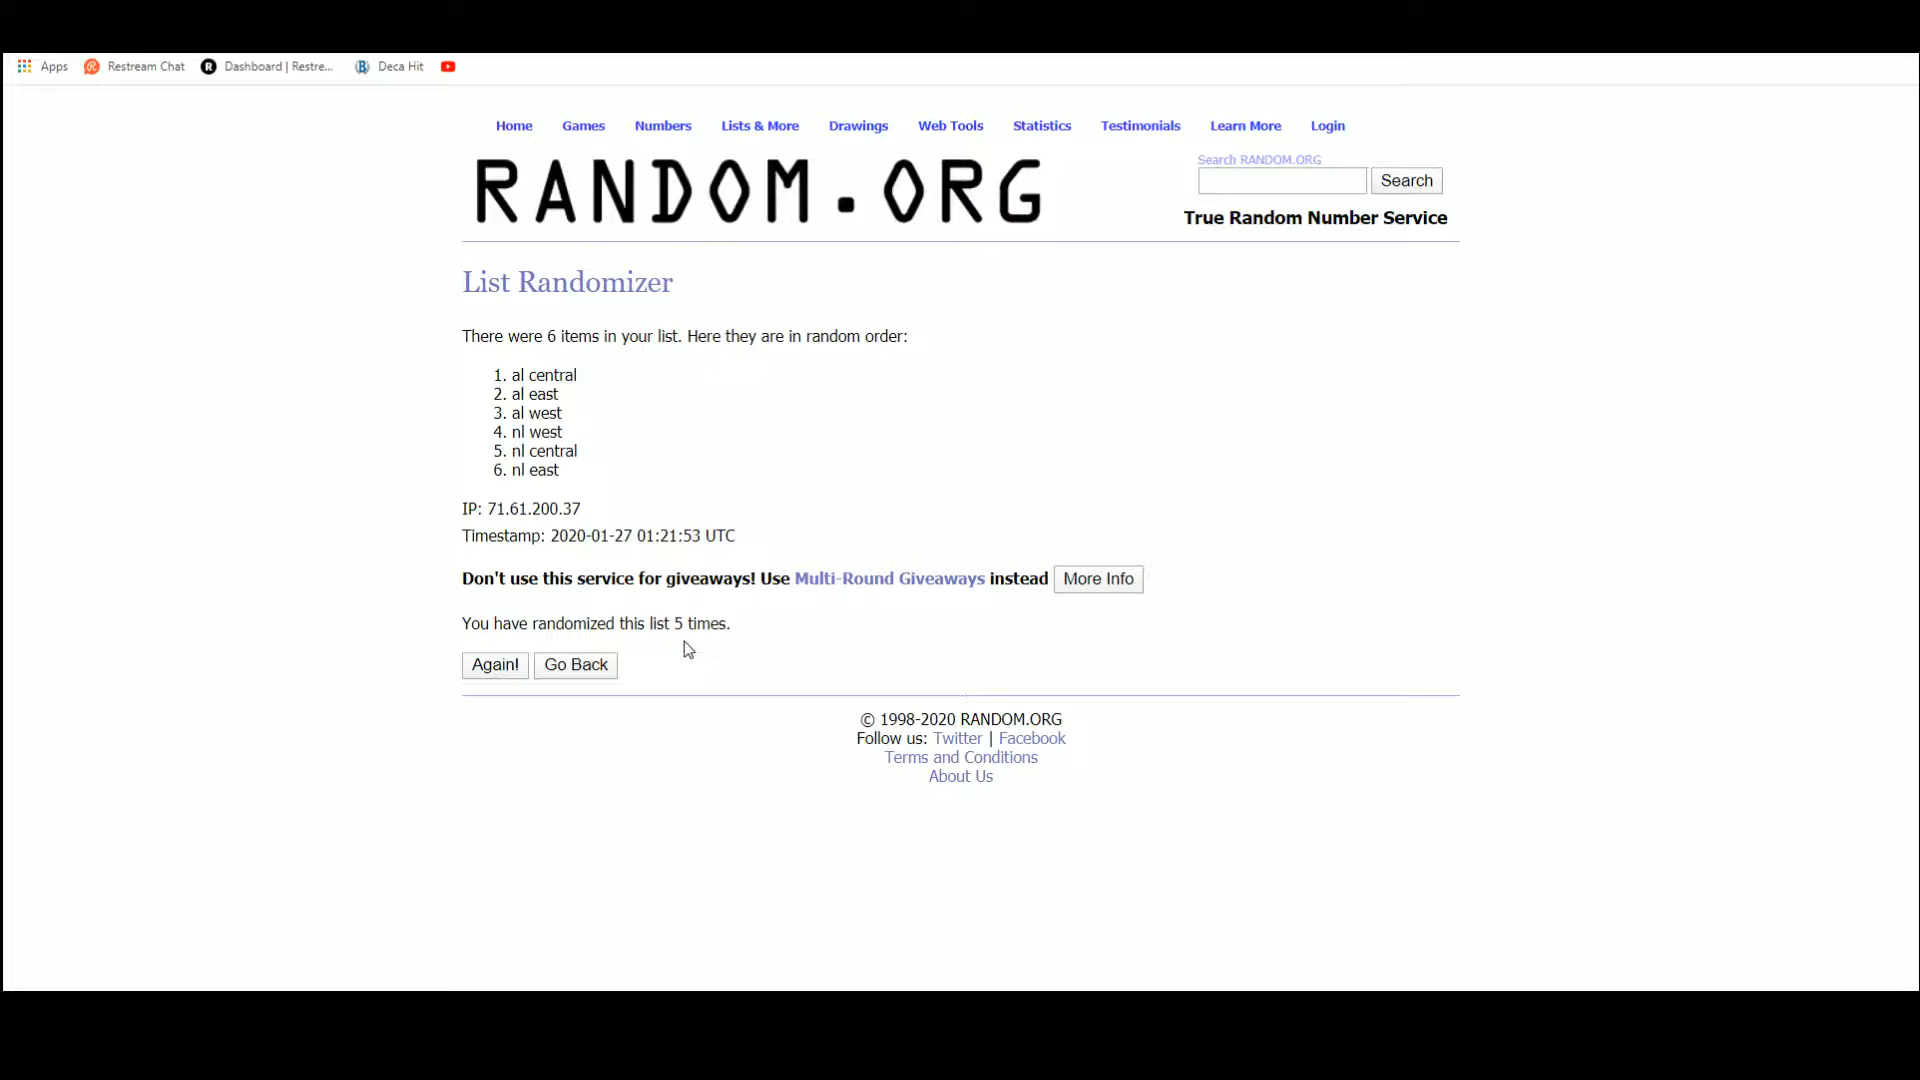 Apps Restream Chat Dashboard | Restre... Deca Hit
Home Games Numbers Lists & More Drawings Web Tools Statistics Testimonials Learn More Login
RANDOM.ORG
Search RANDOM.ORG
Search
True Random Number Service
List Randomizer
There were 6 items in your list. Here they are in random order:
1. al central
2. al east
3. al west
4. nl west
5. nl central
6. nl east
IP: 71.61.200.37
Timestamp: 2020-01-27 01:21:53 UTC
Don't use this service for giveaways! Use Multi-Round Giveaways instead More Info
You have randomized this list 5 times.
Again! Go Back
© 1998-2020 RANDOM.ORG
Follow us: Twitter | Facebook
Terms and Conditions
About Us